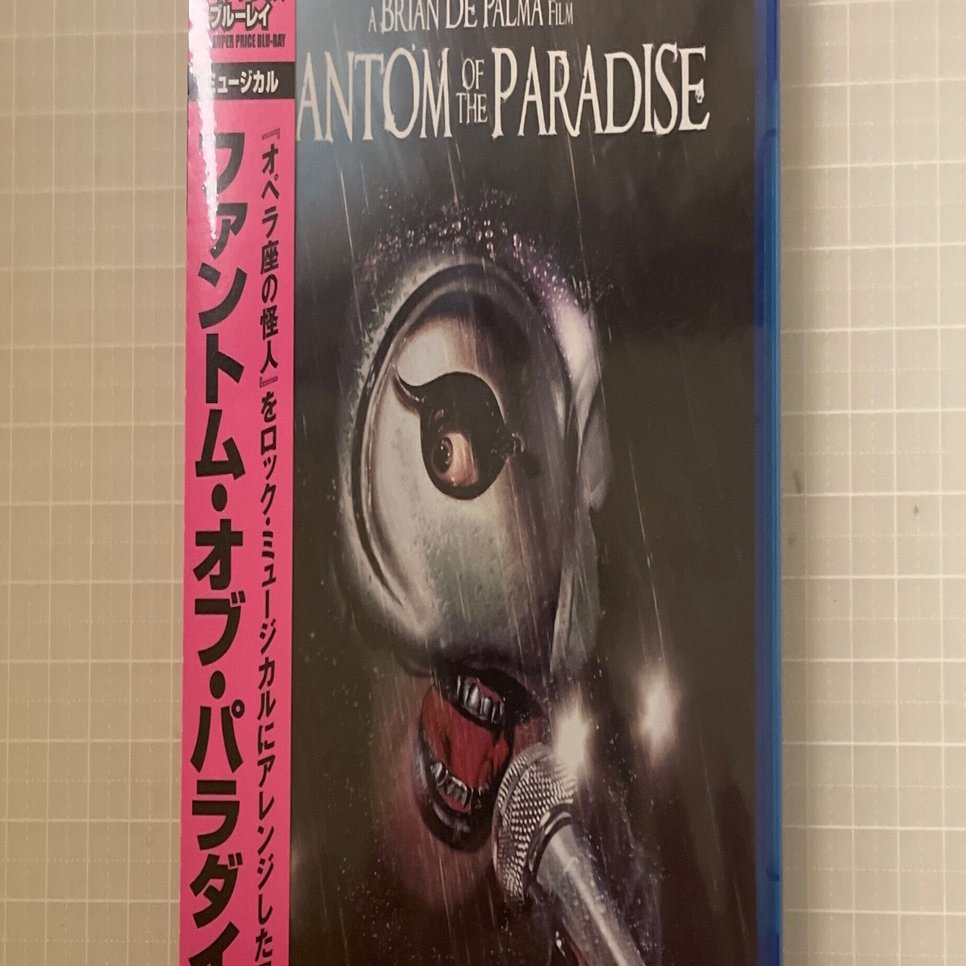 ブルーレイ
SUPER PRICE BLU-RAY
ミュージカル
ファントム・オブ・パラダイ
『オペラ座の怪人』をロック・ミュージカルにアレンジした
A BRIAN DE PALMA FILM
ANTOM OF THE PARADISE